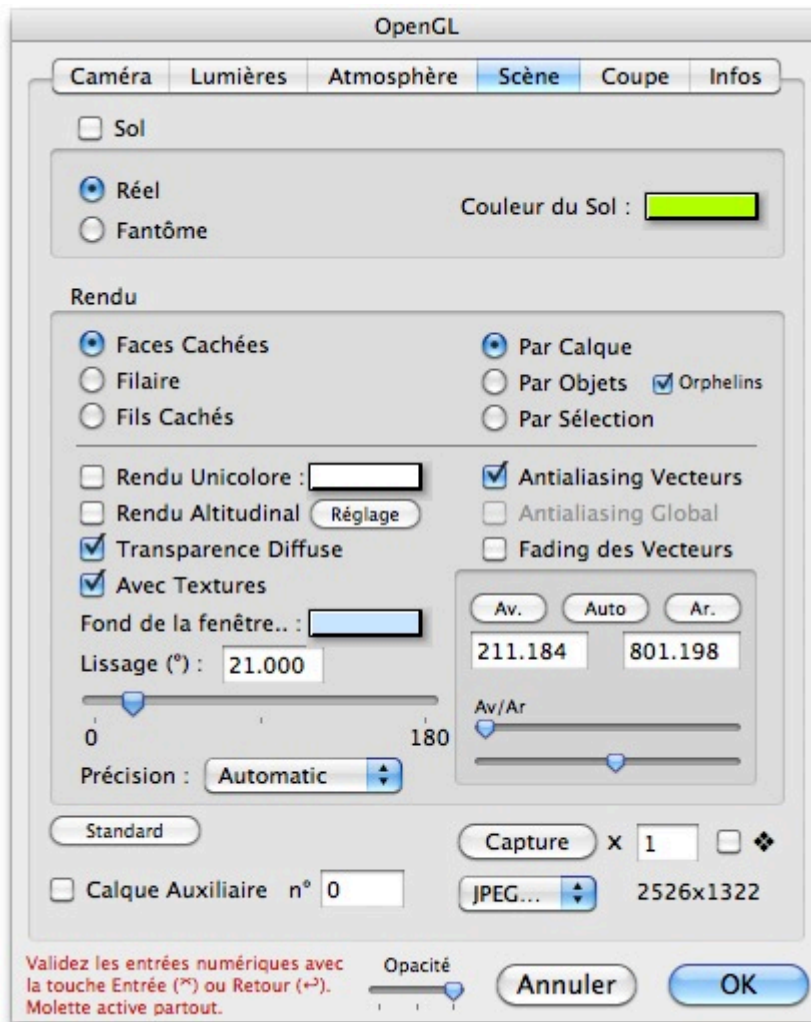 OpenGL
Caméra Lumières Atmosphère Scène Coupe Infos
Sol
Réel
Couleur du Sol :
Fantôme
Rendu
Faces Cachées
Par Calque
Filaire
Par Objets Orphelins
Fils Cachés
Par Sélection
Rendu Unicolore :
Antialiasing Vecteurs
Rendu Altitudinal Réglage
Antialiasing Global
Transparence Diffuse
Fading des Vecteurs
Avec Textures
Av. Auto Ar.
Fond de la fenêtre.. :
211.184 801.198
Lissage (°) : 21.000
Av/Ar
0 180
Précision : Automatic
Standard
Capture x 1 ❖
Calque Auxiliaire n° 0
JPEG... 2526x1322
Validez les entrées numériques avec
la touche Entrée (⌤) ou Retour (↩).
Molette active partout.
Opacité
Annuler OK